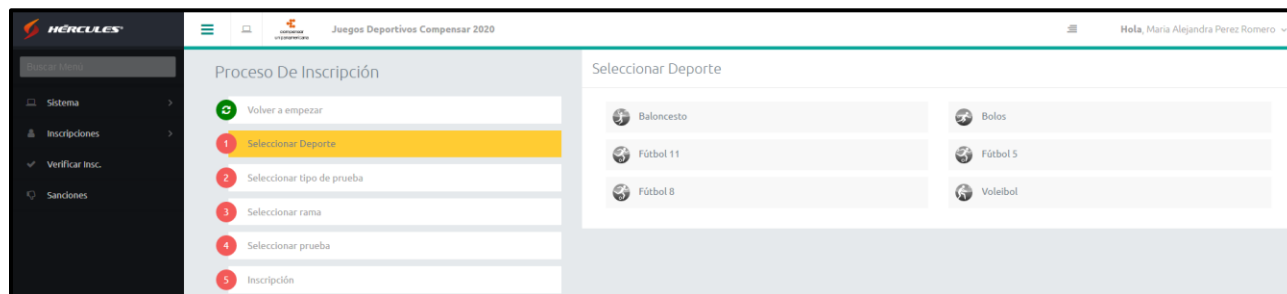 HÉRCULES
compensar
Juegos Deportivos Compensar 2020
Hola, Maria Alejandra Perez Romero
Buscar Menú
Sistema
Inscripciones
Verificar Insc.
Sanciones
Proceso De Inscripción
Volver a empezar
1 Seleccionar Deporte
2 Seleccionar tipo de prueba
3 Seleccionar rama
4 Seleccionar prueba
5 Inscripción
Seleccionar Deporte
Baloncesto
Bolos
Fútbol 11
Fútbol 5
Fútbol 8
Voleibol